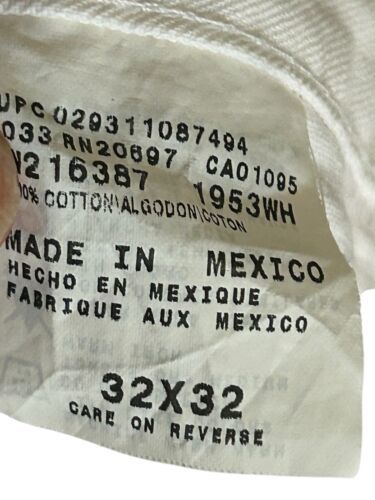 UPC 029311087494
033 RN20697 CA01095
N216387 1953WH
100% COTTON\ALGODON\COTON
MADE IN MEXICO
HECHO EN MEXIQUE
FABRIQUE AUX MEXICO
32X32
CARE ON REVERSE